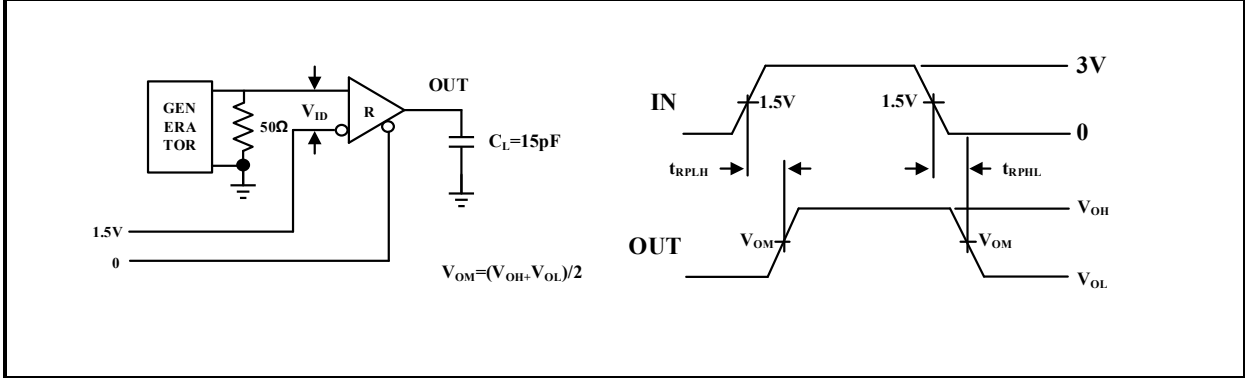 GEN
ERA
TOR
50Ω
V_ID
R
OUT
C_L=15pF
1.5V
0
V_OM=(V_OH+V_OL)/2
IN
1.5V
1.5V
3V
0
t_RPLH
t_RPHL
OUT
V_OM
V_OM
V_OH
V_OL